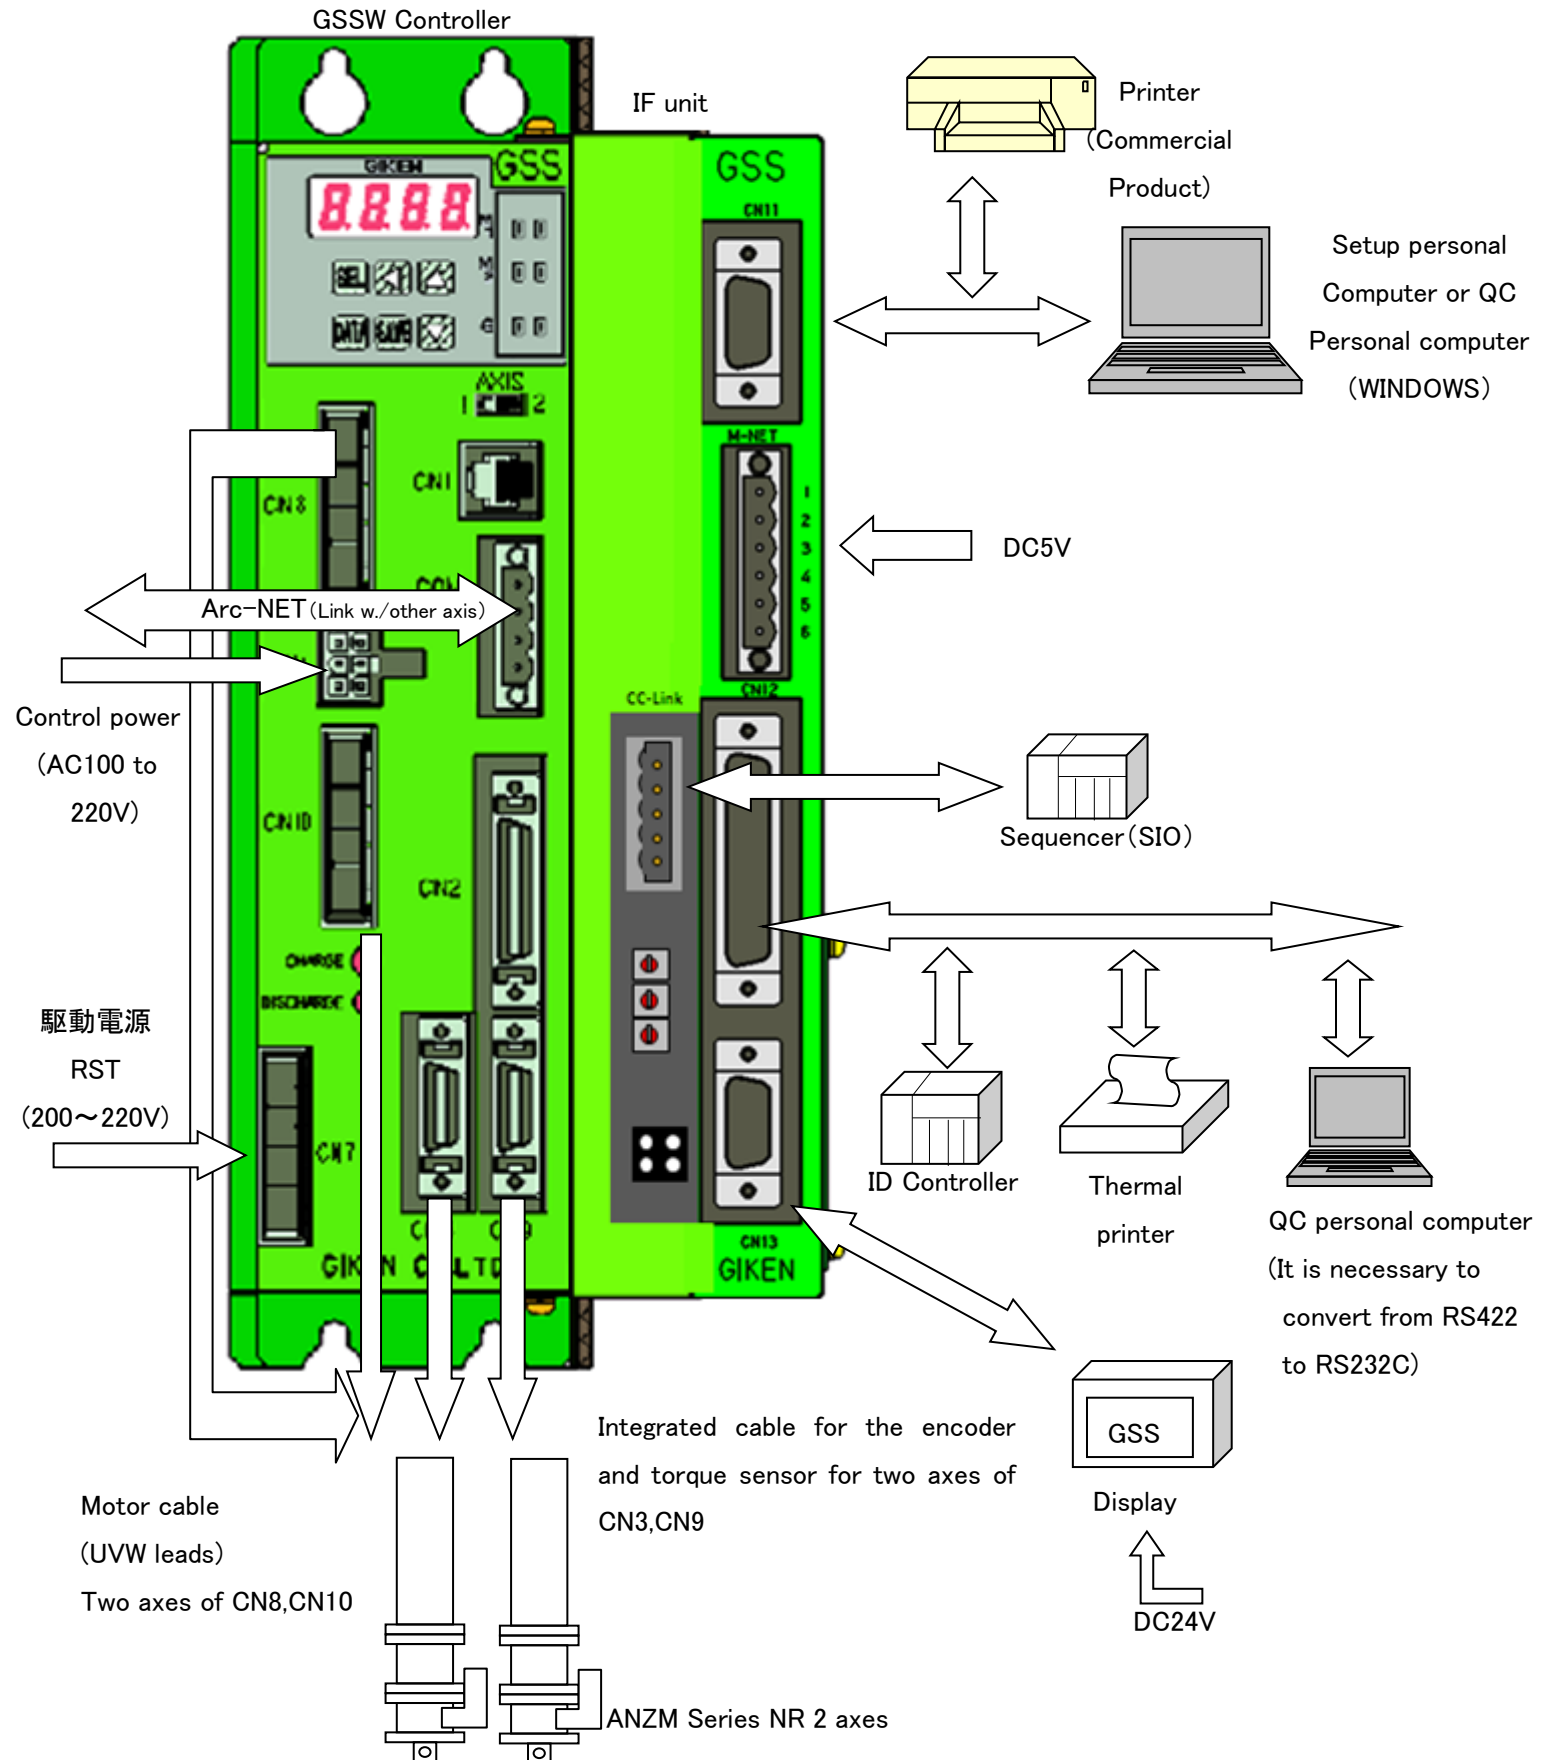 GSSW Controller
IF unit
Printer
(Commercial
Product)
GIKEN
GSS
GSS
CN11
8.8.8.8
SEL
DATA
SAVE
Setup personal
Computer or QC
Personal computer
(WINDOWS)
AXIS
1 2
M-NET
CN1
CN8
1
2
3
4
5
6
DC5V
Arc-NET(Link w./other axis)
CN12
CC-Link
Control power
(AC100 to
220V)
CN10
CN2
Sequencer(SIO)
CHARGE
DISCHARGE
駆動電源
RST
(200~220V)
CN7
ID Controller
Thermal
printer
QC personal computer
(It is necessary to
convert from RS422
to RS232C)
CN13
GIKEN
GSS
Display
DC24V
Integrated cable for the encoder
and torque sensor for two axes of
CN3,CN9
Motor cable
(UVW leads)
Two axes of CN8,CN10
ANZM Series NR 2 axes